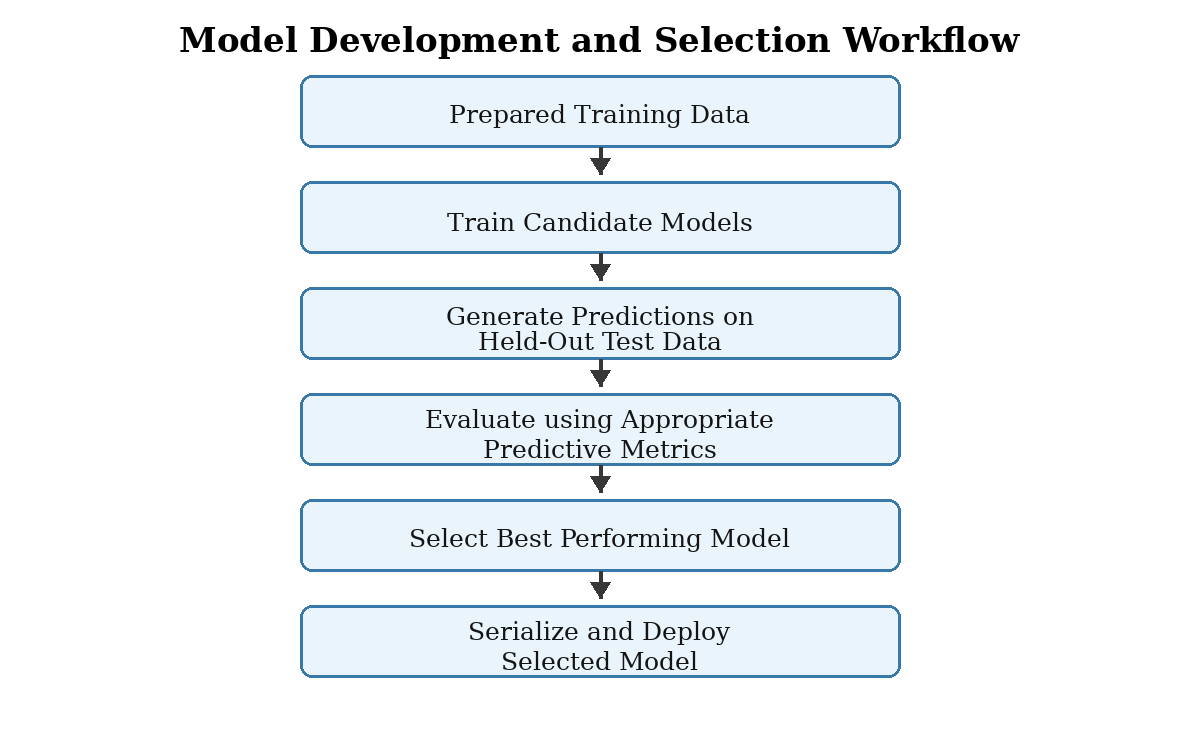 Model Development and Selection Workflow
Prepared Training Data
Train Candidate Models
Generate Predictions on
Held-Out Test Data
Evaluate using Appropriate
Predictive Metrics
Select Best Performing Model
Serialize and Deploy
Selected Model